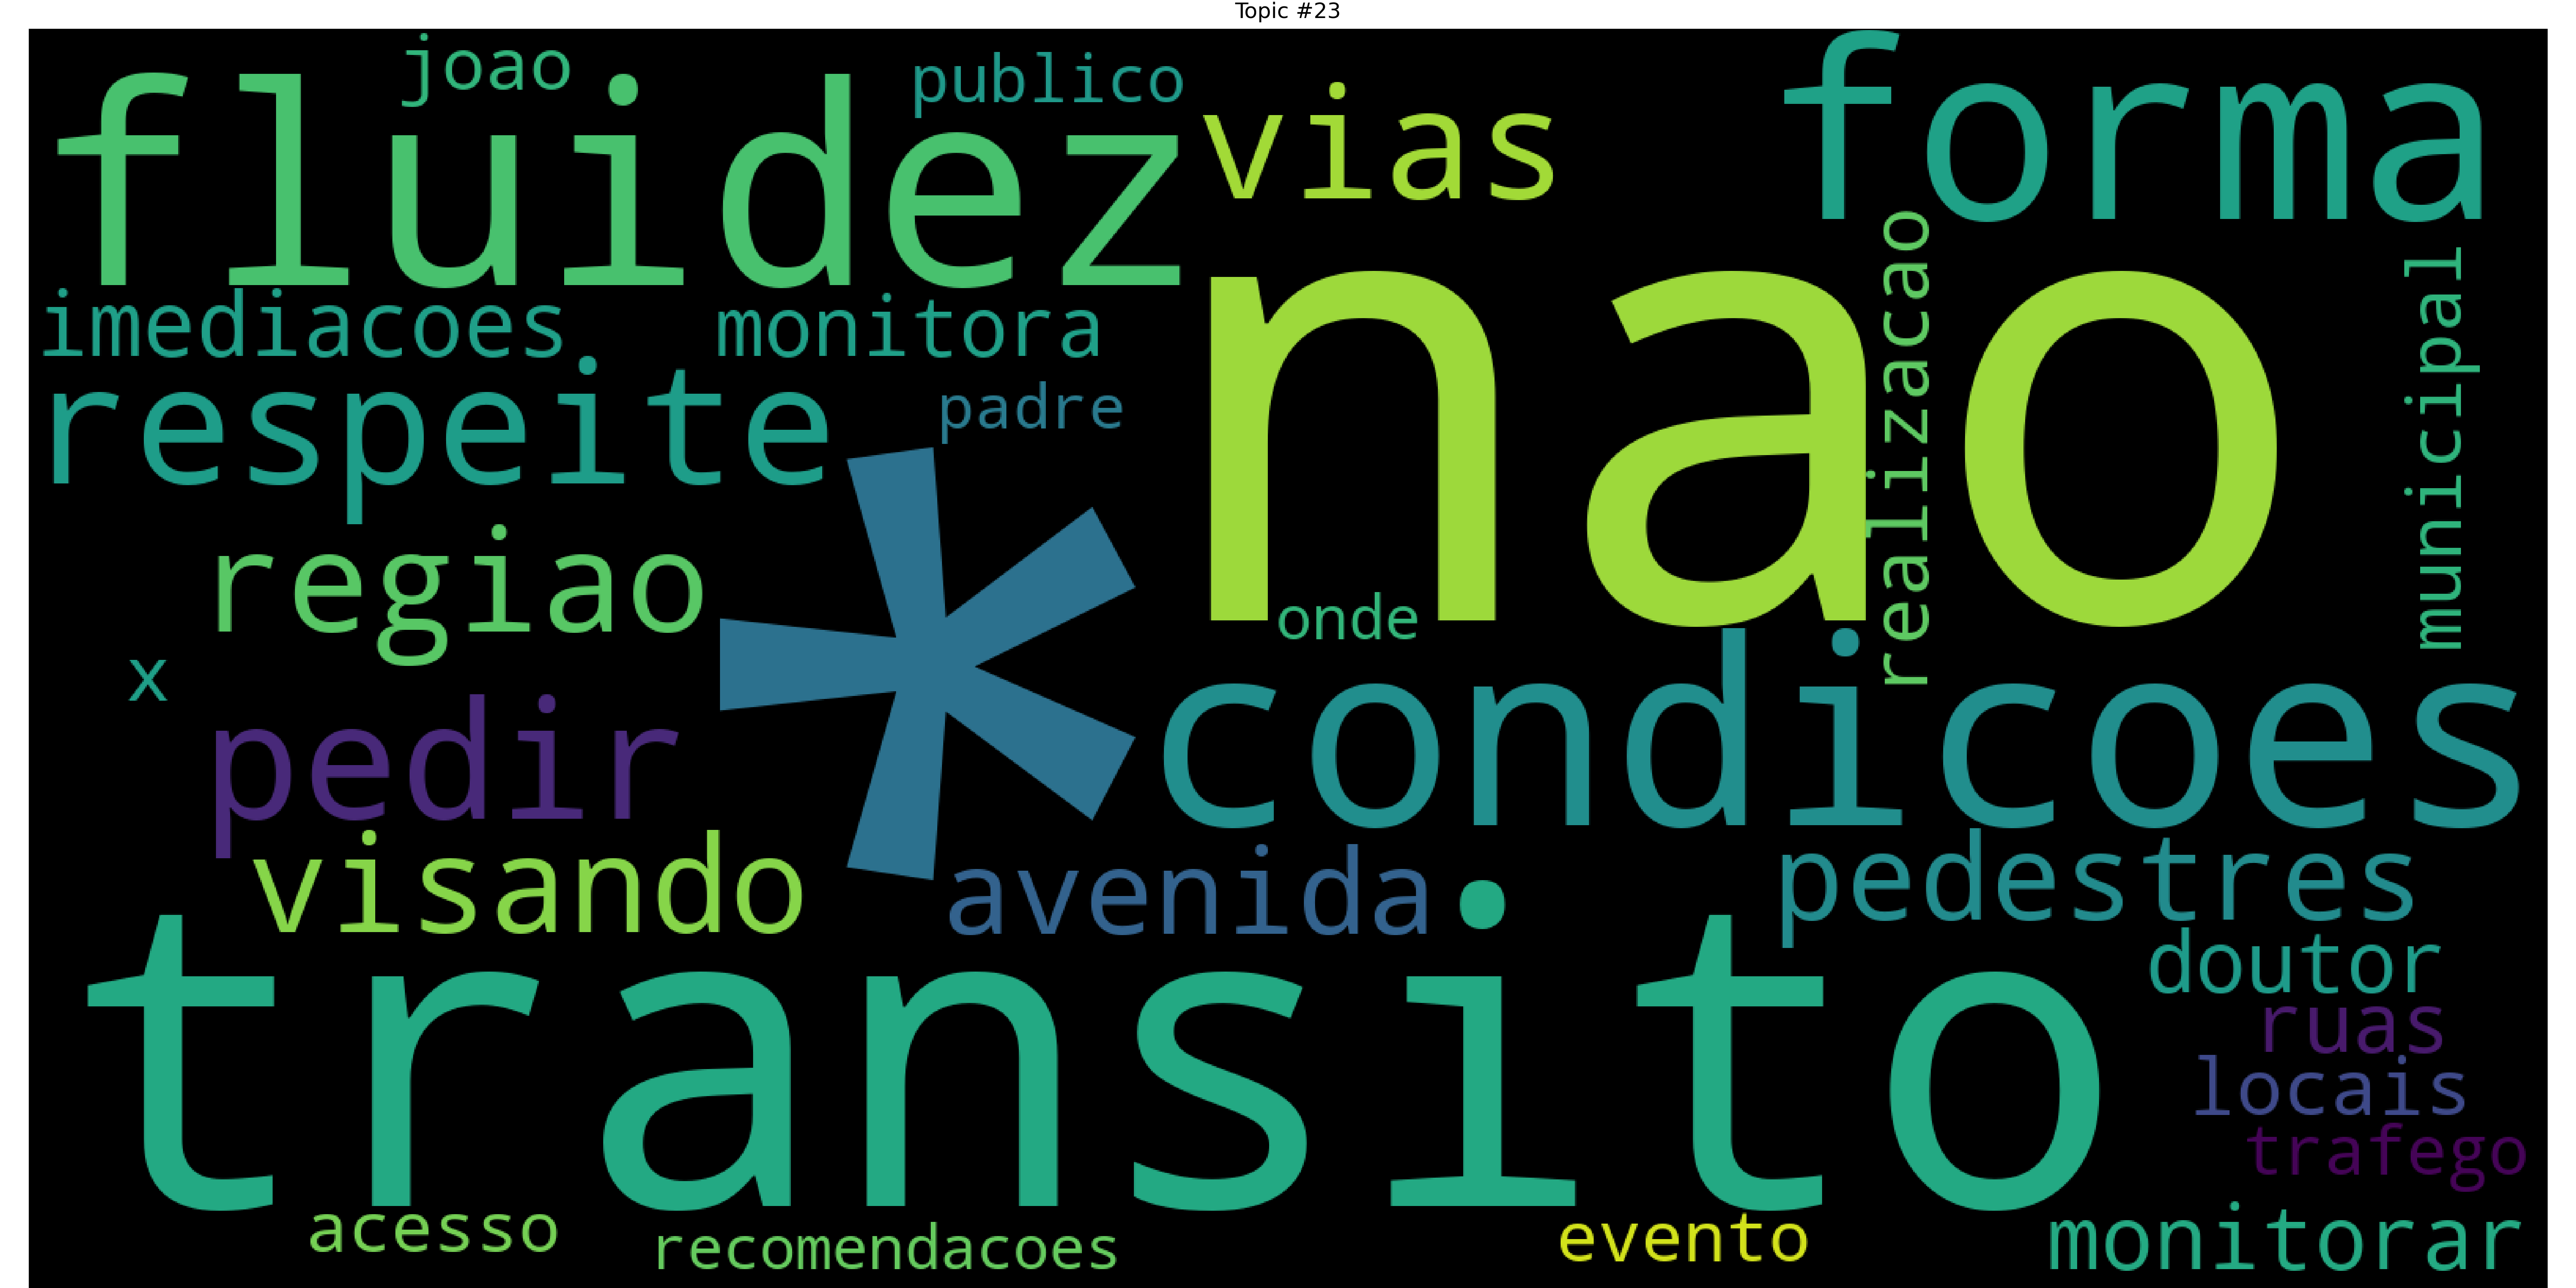 Topic #23
joao
publico
fluidez
vias
forma
nao
imediacoes
monitora
respeite
padre
realizacao
municipal
regiao
*
onde
x
pedir
condicoes
visando
avenida
pedestres
transito
doutor
ruas
locais
trafego
acesso
recomendacoes
evento
monitorar